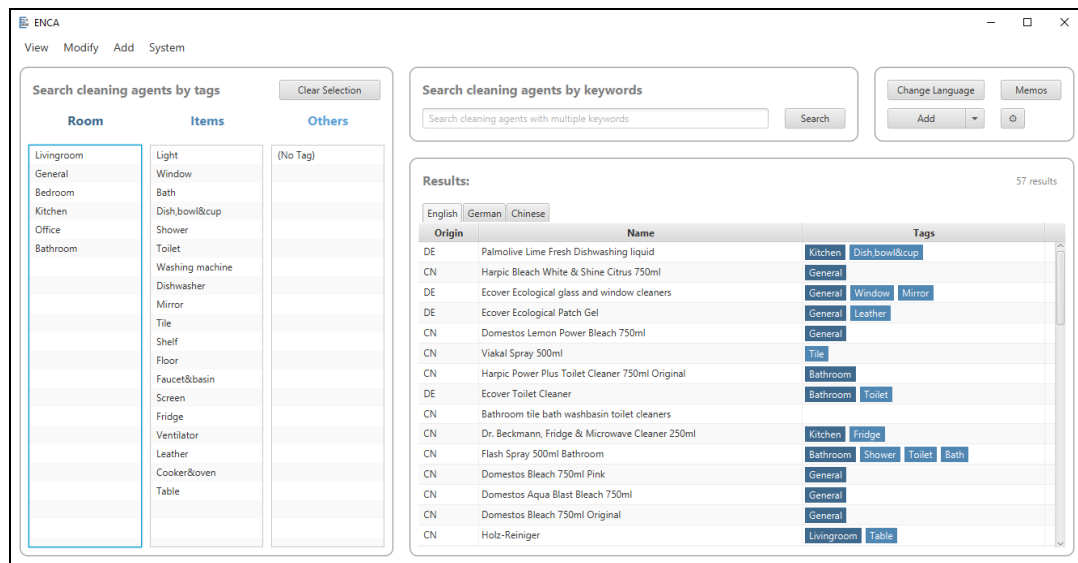 ENCA
View Modify Add System
Search cleaning agents by tags Clear Selection
Room Items Others
Livingroom Light (No Tag)
General Window
Bedroom Bath
Kitchen Dish,bowl&cup
Office Shower
Bathroom Toilet
Washing machine
Dishwasher
Mirror
Tile
Shelf
Floor
Faucet&basin
Screen
Fridge
Ventilator
Leather
Cooker&oven
Table
Search cleaning agents by keywords
Search cleaning agents with multiple keywords Search
Change Language Memos
Add
Results: 57 results
English German Chinese
Origin Name Tags
DE Palmolive Lime Fresh Dishwashing liquid Kitchen Dish,bowl&cup
CN Harpic Bleach White & Shine Citrus 750ml General
DE Ecover Ecological glass and window cleaners General Window Mirror
DE Ecover Ecological Patch Gel General Leather
CN Domestos Lemon Power Bleach 750ml General
CN Viakal Spray 500ml Tile
CN Harpic Power Plus Toilet Cleaner 750ml Original Bathroom
DE Ecover Toilet Cleaner Bathroom Toilet
CN Bathroom tile bath washbasin toilet cleaners
CN Dr. Beckmann, Fridge & Microwave Cleaner 250ml Kitchen Fridge
CN Flash Spray 500ml Bathroom Bathroom Shower Toilet Bath
CN Domestos Bleach 750ml Pink General
CN Domestos Aqua Blast Bleach 750ml General
CN Domestos Bleach 750ml Original General
CN Holz-Reiniger Livingroom Table